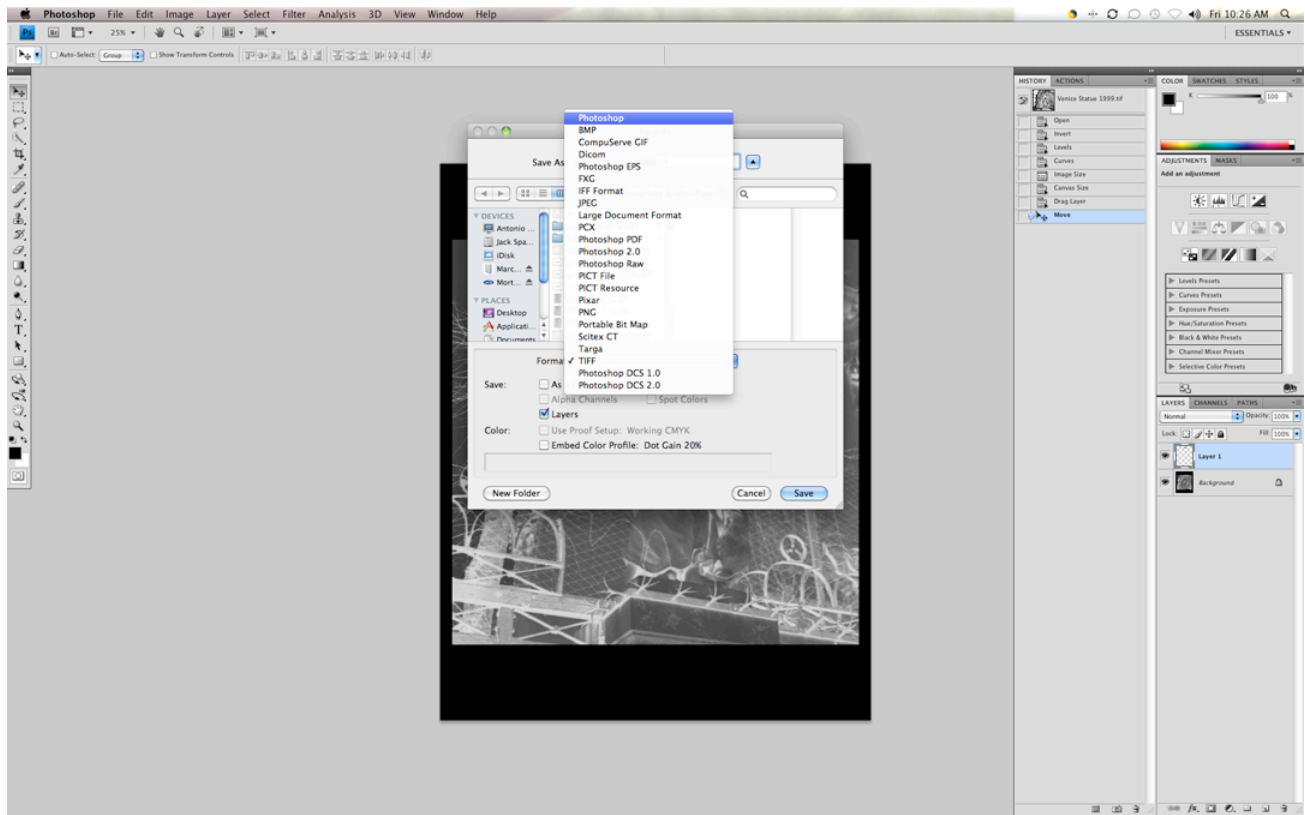 Photoshop File Edit Image Layer Select Filter Analysis 3D View Window Help Fri 10:26 AM
Ps Br 25% ESSENTIALS
Auto-Select: Group Show Transform Controls
HISTORY ACTIONS
Venice Statue 1999.tif
Open
Invert
Levels
Curves
Image Size
Canvas Size
Drag Layer
Move
COLOR SWATCHES STYLES
K 100 %
ADJUSTMENTS MASKS
Add an adjustment
Levels Presets
Curves Presets
Exposure Presets
Hue/Saturation Presets
Black & White Presets
Channel Mixer Presets
Selective Color Presets
LAYERS CHANNELS PATHS
Normal Opacity: 100%
Lock: Fill: 100%
Layer 1
Background
Save As
DEVICES
Antonio ...
Jack Spa...
iDisk
Marc...
Mort...
PLACES
Desktop
Applicati...
Documents
Photoshop
BMP
CompuServe GIF
Dicom
Photoshop EPS
FXG
IFF Format
JPEG
Large Document Format
PCX
Photoshop PDF
Photoshop 2.0
Photoshop Raw
PICT File
PICT Resource
Pixar
PNG
Portable Bit Map
Scitex CT
Targa
Format ✓ TIFF
Photoshop DCS 1.0
Photoshop DCS 2.0
Save: As
Alpha Channels Spot Colors
Layers
Color: Use Proof Setup: Working CMYK
Embed Color Profile: Dot Gain 20%
New Folder Cancel Save